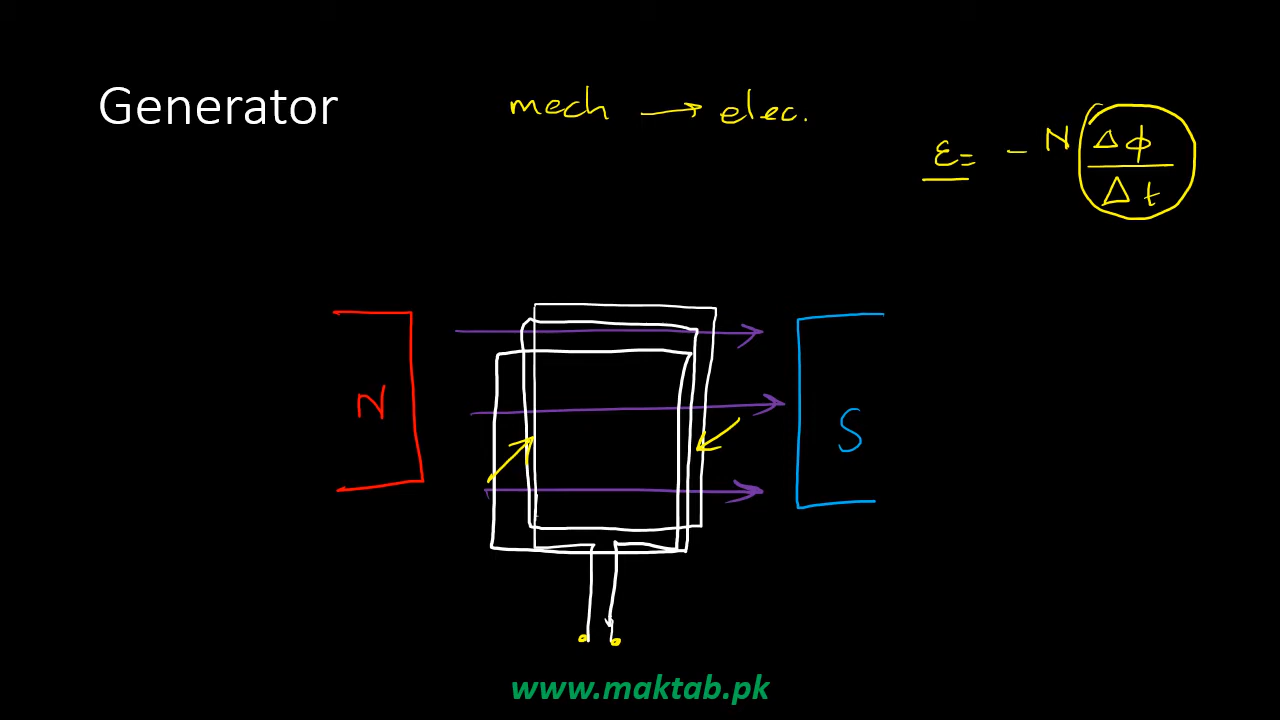 Generator
mech → elec.
ε = - N Δφ / Δt
N
S
www.maktab.pk